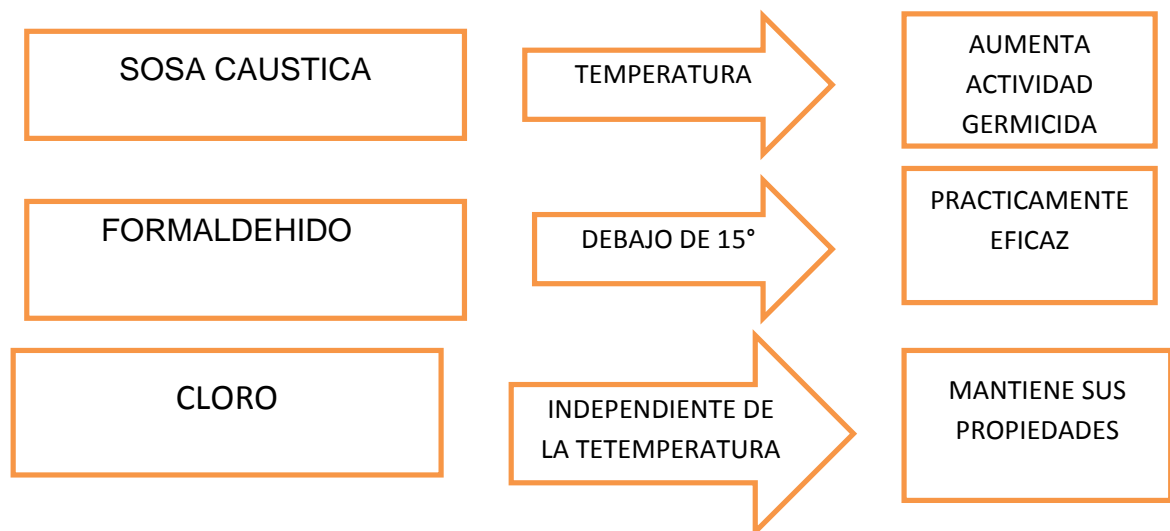 SOSA CAUSTICA
TEMPERATURA
AUMENTA
ACTIVIDAD
GERMICIDA
FORMALDEHIDO
DEBAJO DE 15°
PRACTICAMENTE
EFICAZ
CLORO
INDEPENDIENTE DE
LA TETEMPERATURA
MANTIENE SUS
PROPIEDADES